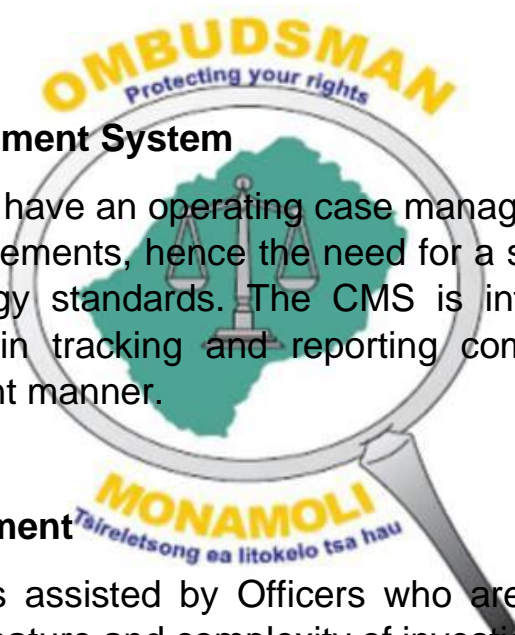 OMBUDSMAN
Protecting your rights
ment System
have an operating case manag
ements, hence the need for a s
gy standards. The CMS is int
in tracking and reporting com
nt manner.
MONAMOLI
Tsireletsong ea litokelo tsa hau
ment
s assisted by Officers who are
nature and complexity of investi